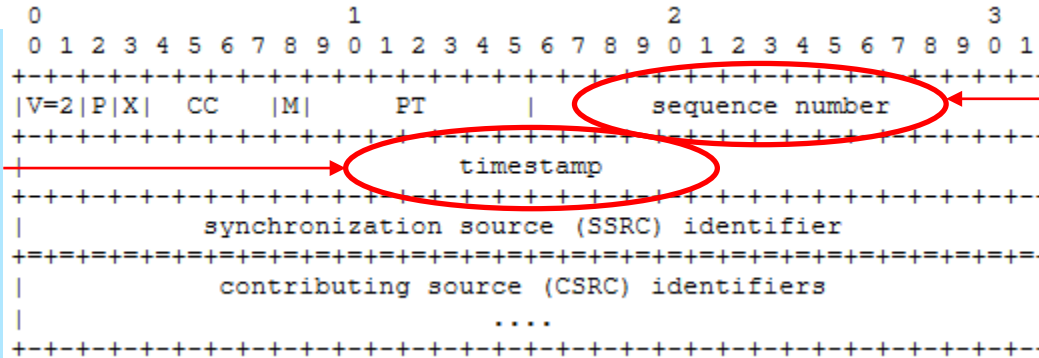 0 1 2 3
0 1 2 3 4 5 6 7 8 9 0 1 2 3 4 5 6 7 8 9 0 1 2 3 4 5 6 7 8 9 0 1
+-+-+-+-+-+-+-+-+-+-+-+-+-+-+-+-+-+-+-+-+-+-+-+-+-+-+-+-+-+-+-+-
|V=2|P|X| CC |M| PT | sequence number
+-+-+-+-+-+-+-+-+-+-+-+-+-+-+-+-+-+-+-+-+-+-+-+-+-+-+-+-+-+-+-+-
| timestamp
+-+-+-+-+-+-+-+-+-+-+-+-+-+-+-+-+-+-+-+-+-+-+-+-+-+-+-+-+-+-+-+-
| synchronization source (SSRC) identifier
+=+=+=+=+=+=+=+=+=+=+=+=+=+=+=+=+=+=+=+=+=+=+=+=+=+=+=+=+=+=+=+=
| contributing source (CSRC) identifiers
| ....
+-+-+-+-+-+-+-+-+-+-+-+-+-+-+-+-+-+-+-+-+-+-+-+-+-+-+-+-+-+-+-+-